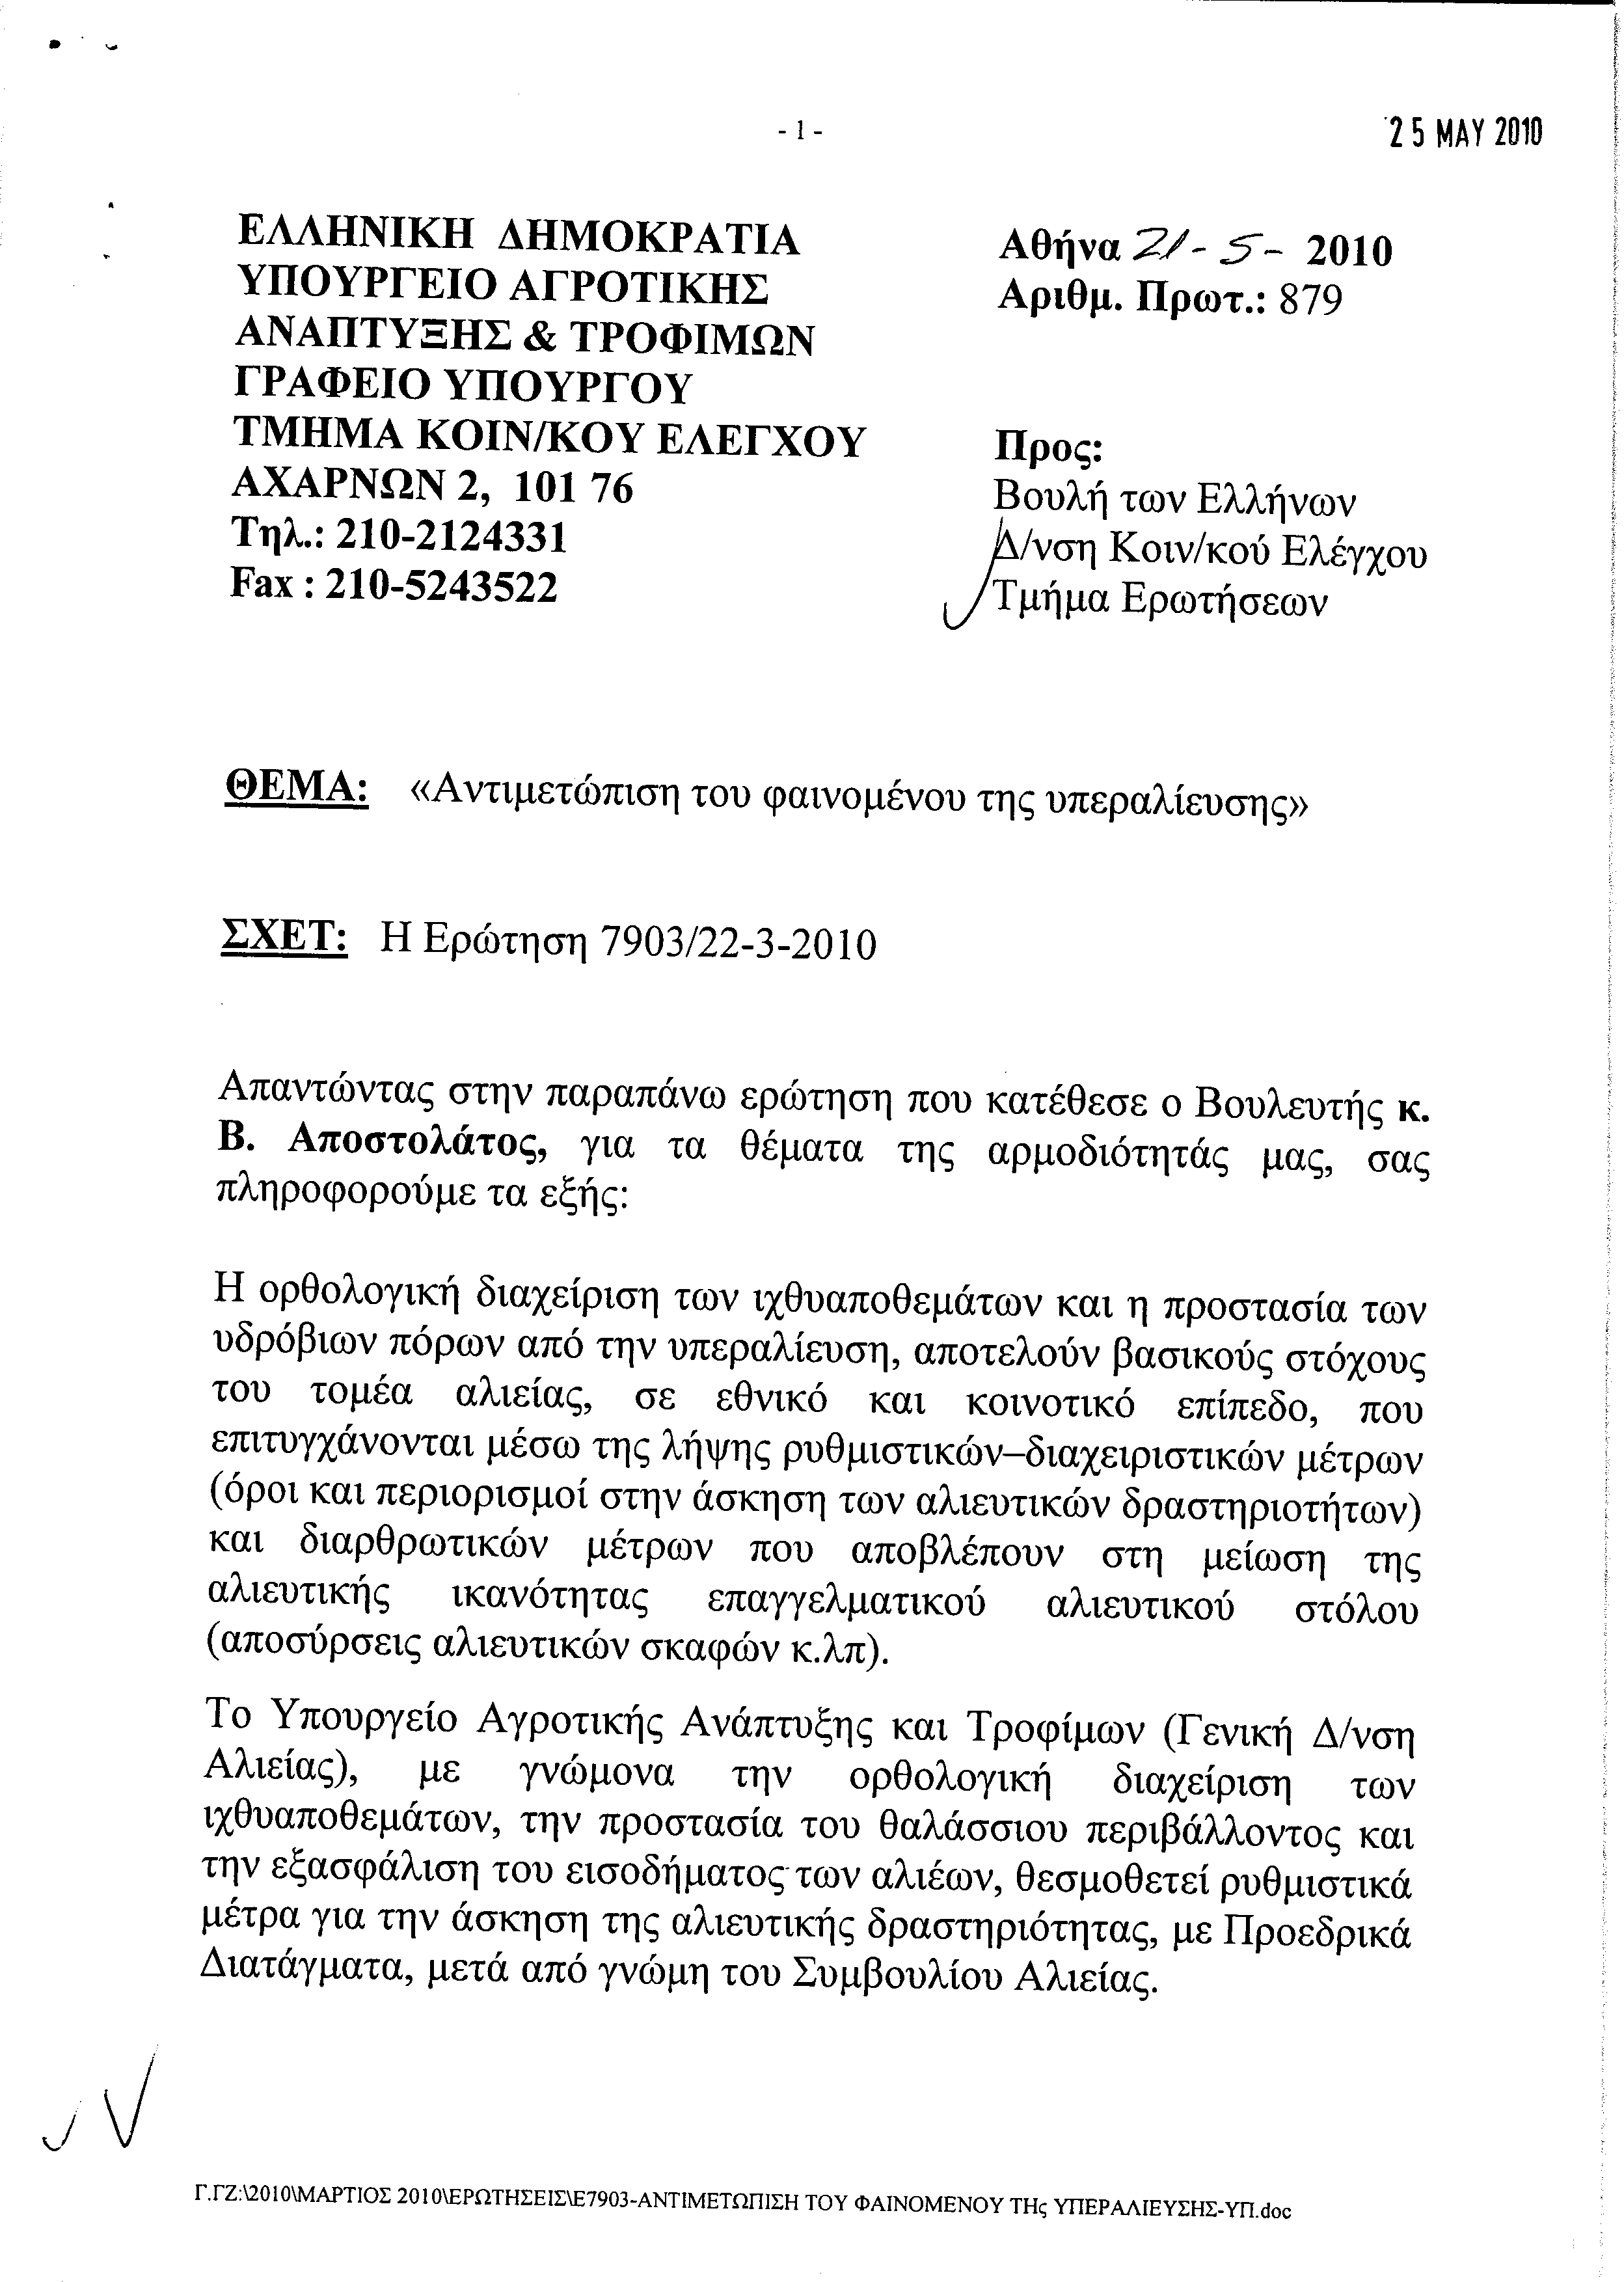 - 1 -
25 MAY 2010
ΕΛΛΗΝΙΚΗ ΔΗΜΟΚΡΑΤΙΑ
ΥΠΟΥΡΓΕΙΟ ΑΓΡΟΤΙΚΗΣ
ΑΝΑΠΤΥΞΗΣ & ΤΡΟΦΙΜΩΝ
ΓΡΑΦΕΙΟ ΥΠΟΥΡΓΟΥ
ΤΜΗΜΑ ΚΟΙΝ/ΚΟΥ ΕΛΕΓΧΟΥ
ΑΧΑΡΝΩΝ 2, 101 76
Τηλ.: 210-2124331
Fax : 210-5243522
Αθήνα 21-5- 2010
Αριθμ. Πρωτ.: 879
Προς:
Βουλή των Ελλήνων
Δ/νση Κοιν/κού Ελέγχου
Τμήμα Ερωτήσεων
ΘΕΜΑ: «Αντιμετώπιση του φαινομένου της υπεραλίευσης»
ΣΧΕΤ: Η Ερώτηση 7903/22-3-2010
Απαντώντας στην παραπάνω ερώτηση που κατέθεσε ο Βουλευτής κ.
Β. Αποστολάτος, για τα θέματα της αρμοδιότητάς μας, σας
πληροφορούμε τα εξής:
Η ορθολογική διαχείριση των ιχθυαποθεμάτων και η προστασία των
υδρόβιων πόρων από την υπεραλίευση, αποτελούν βασικούς στόχους
του τομέα αλιείας, σε εθνικό και κοινοτικό επίπεδο, που
επιτυγχάνονται μέσω της λήψης ρυθμιστικών–διαχειριστικών μέτρων
(όροι και περιορισμοί στην άσκηση των αλιευτικών δραστηριοτήτων)
και διαρθρωτικών μέτρων που αποβλέπουν στη μείωση της
αλιευτικής ικανότητας επαγγελματικού αλιευτικού στόλου
(αποσύρσεις αλιευτικών σκαφών κ.λπ).
Το Υπουργείο Αγροτικής Ανάπτυξης και Τροφίμων (Γενική Δ/νση
Αλιείας), με γνώμονα την ορθολογική διαχείριση των
ιχθυαποθεμάτων, την προστασία του θαλάσσιου περιβάλλοντος και
την εξασφάλιση του εισοδήματος των αλιέων, θεσμοθετεί ρυθμιστικά
μέτρα για την άσκηση της αλιευτικής δραστηριότητας, με Προεδρικά
Διατάγματα, μετά από γνώμη του Συμβουλίου Αλιείας.
Γ.ΓΖ:\2010\ΜΑΡΤΙΟΣ 2010\ΕΡΩΤΗΣΕΙΣ\Ε7903-ΑΝΤΙΜΕΤΩΠΙΣΗ ΤΟΥ ΦΑΙΝΟΜΕΝΟΥ ΤΗς ΥΠΕΡΑΛΙΕΥΣΗΣ-ΥΠ.doc